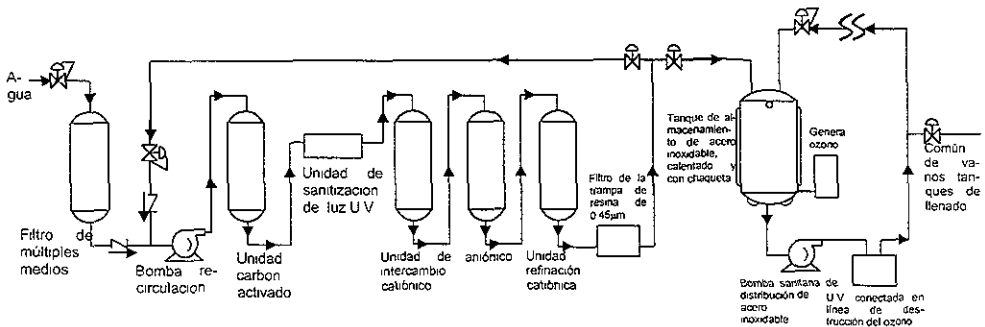 A-
gua
Filtro de
múltiples
medios
Bomba re-
circulacion
Unidad
carbon
activado
Unidad de
sanitizacion
de luz U V
Unidad de
intercambio
catiónico
aniónico
Unidad
refinación
catiónica
Filtro de la
trampa de
resina de
0 45µm
Tanque de al-
macenamien-
to de acero
inoxidable,
calentado y
con chaqueta
Genera
ozono
Bomba sanitana de
distribución de
acero
inoxidable
U V conectada en
línea de des-
trucción del ozono
Común
de va-
nos tan-
ques de
llenado